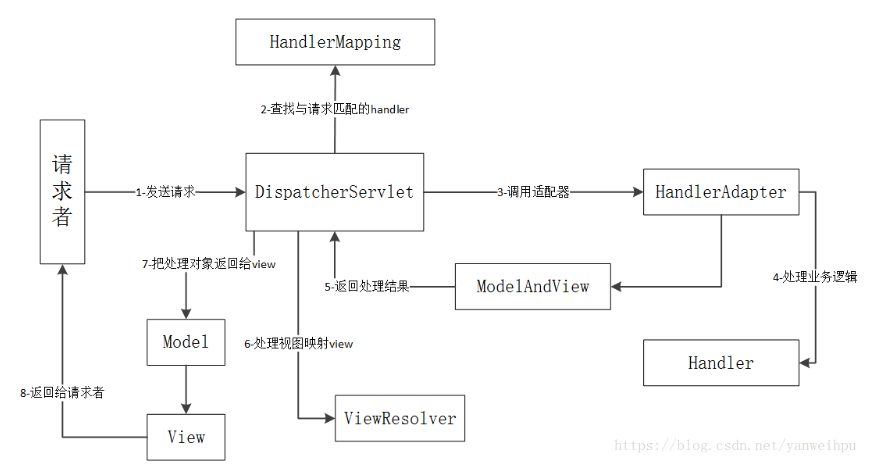 HandlerMapping
2-查找与请求匹配的handler
请求者
1-发送请求
DispatcherServlet
3-调用适配器
HandlerAdapter
7-把处理对象返回给view
5-返回处理结果
ModelAndView
4-处理业务逻辑
Model
6-处理视图映射view
Handler
8-返回给请求者
ViewResolver
View
https://blog.csdn.net/yanweihpu